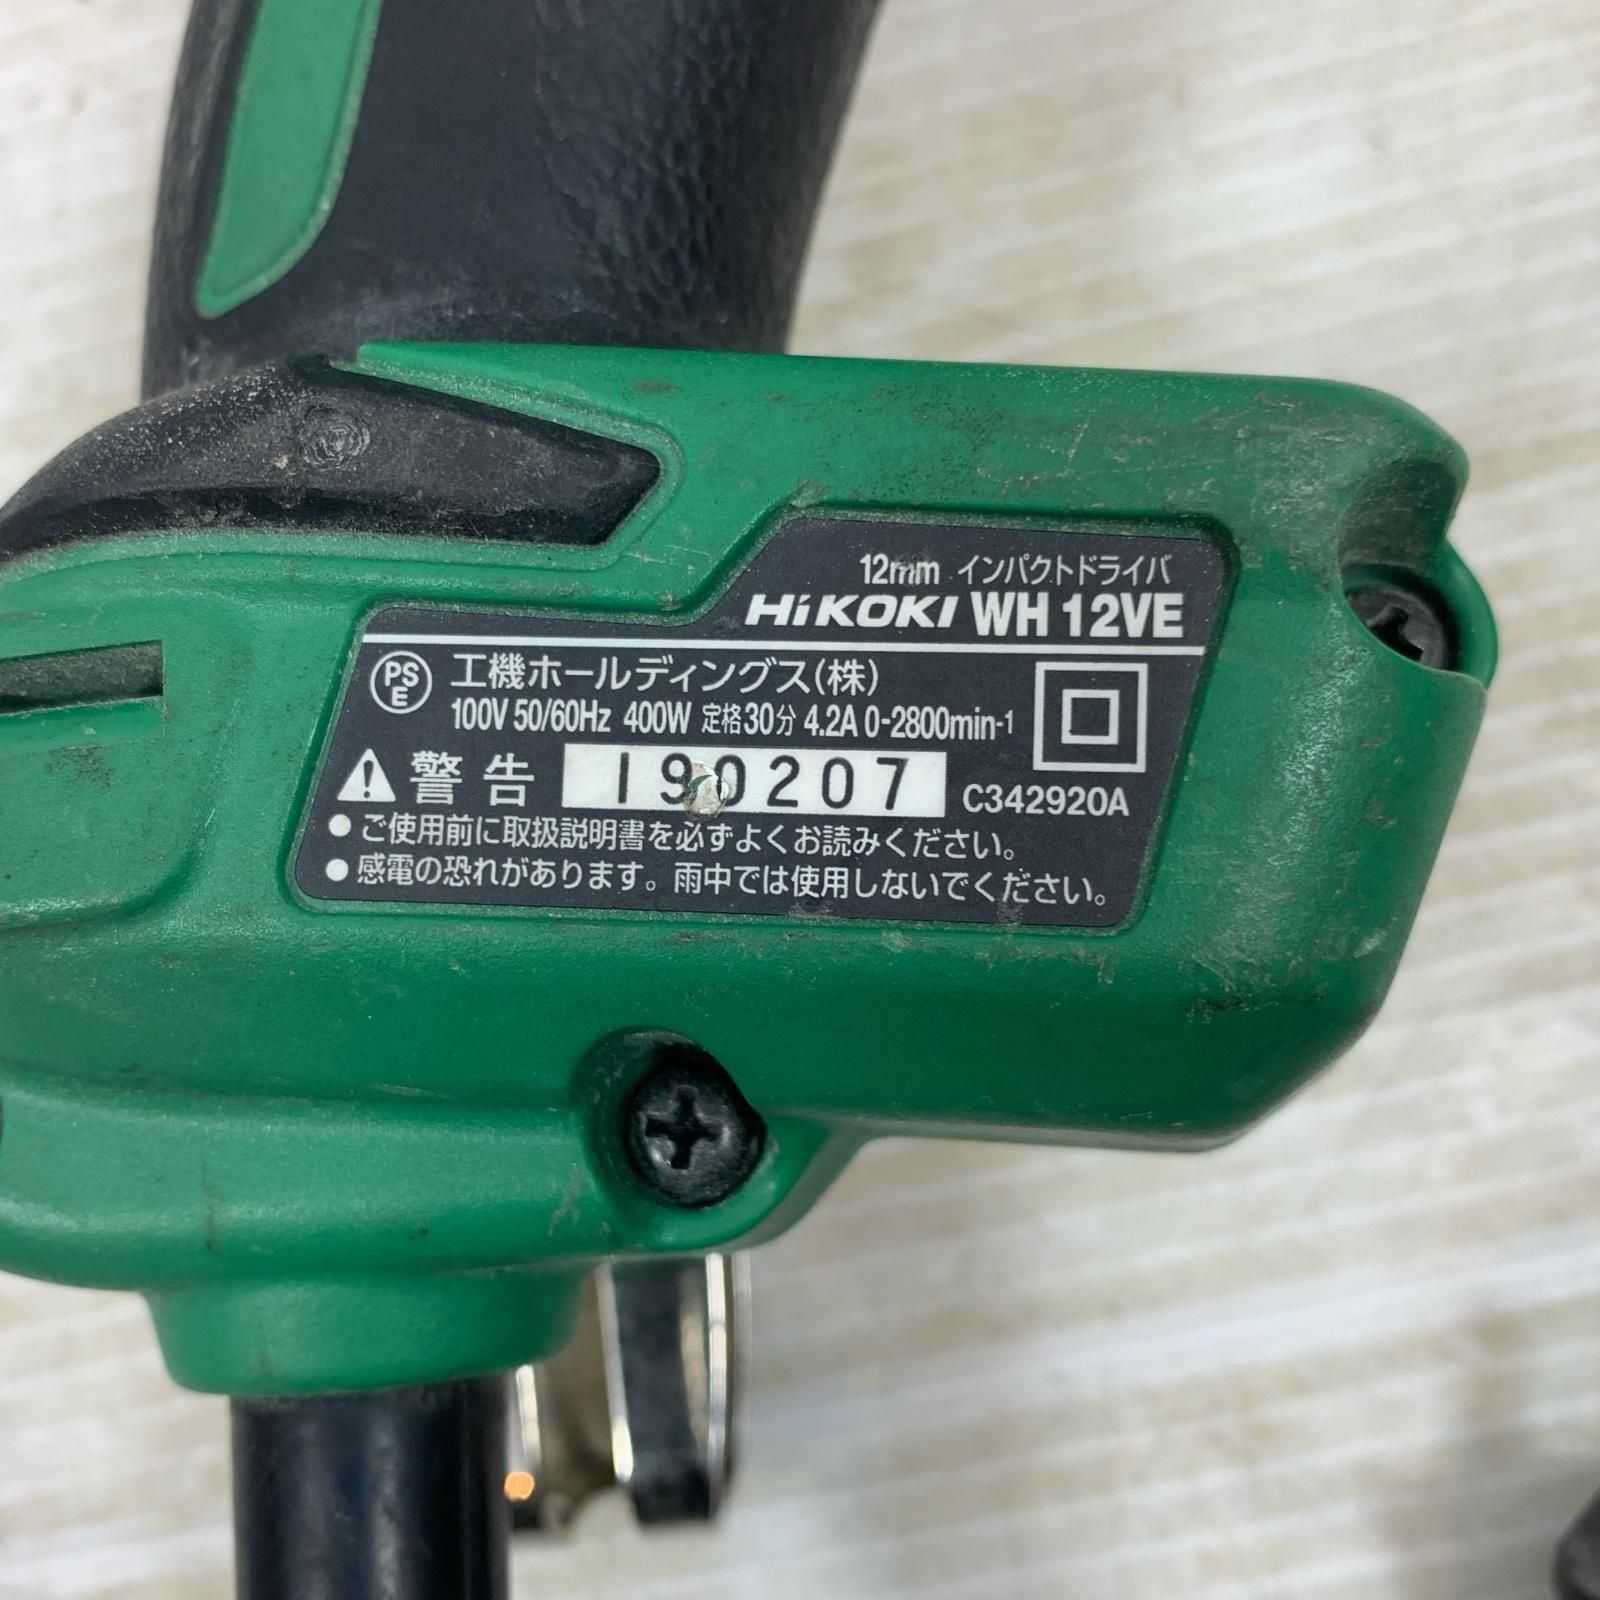 12mm インパクトドライバ
HiKOKI WH 12VE
PS
E
工機ホールディングス(株)
100V 50/60Hz 400W 定格30分 4.2A 0-2800min-1
警告 190207 C342920A
●ご使用前に取扱説明書を必ずよくお読みください。
●感電の恐れがあります。雨中では使用しないでください。